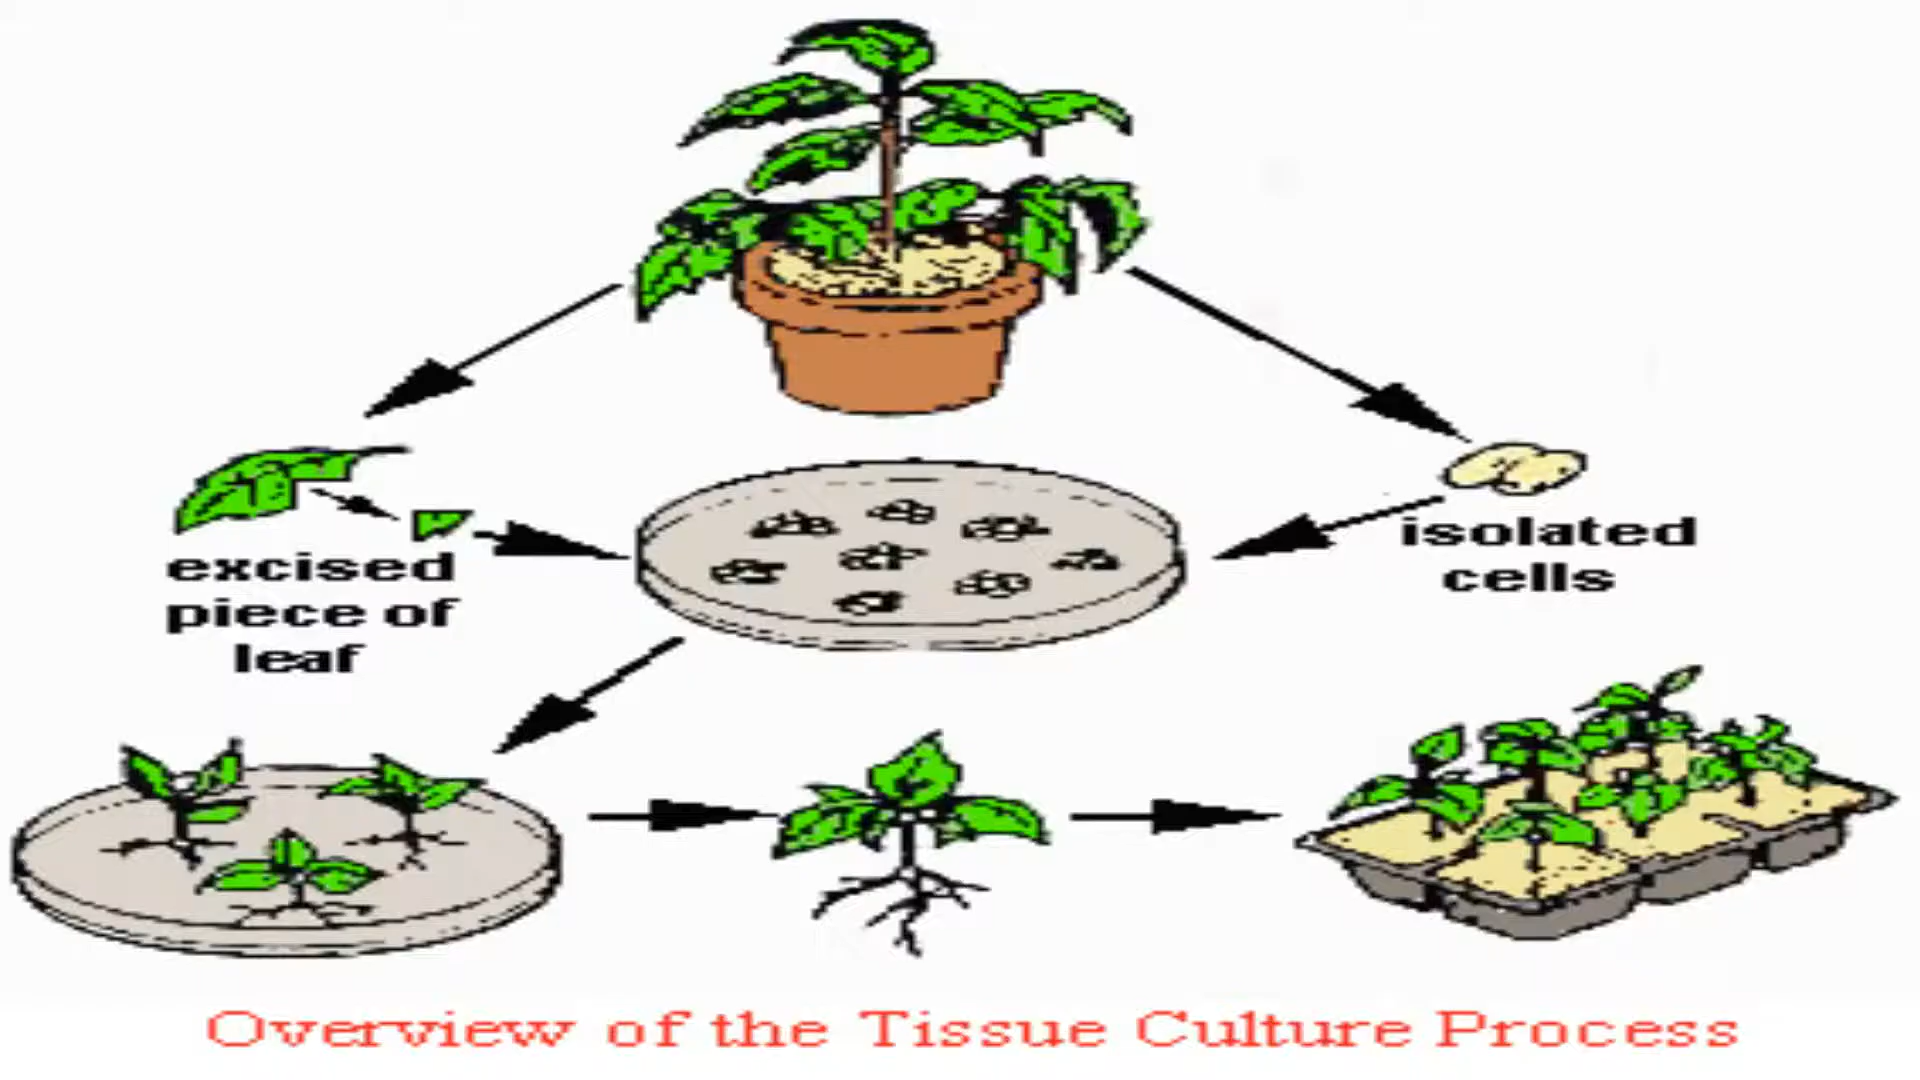 excised
piece of
leaf
isolated
cells
Overview of the Tissue Culture Process